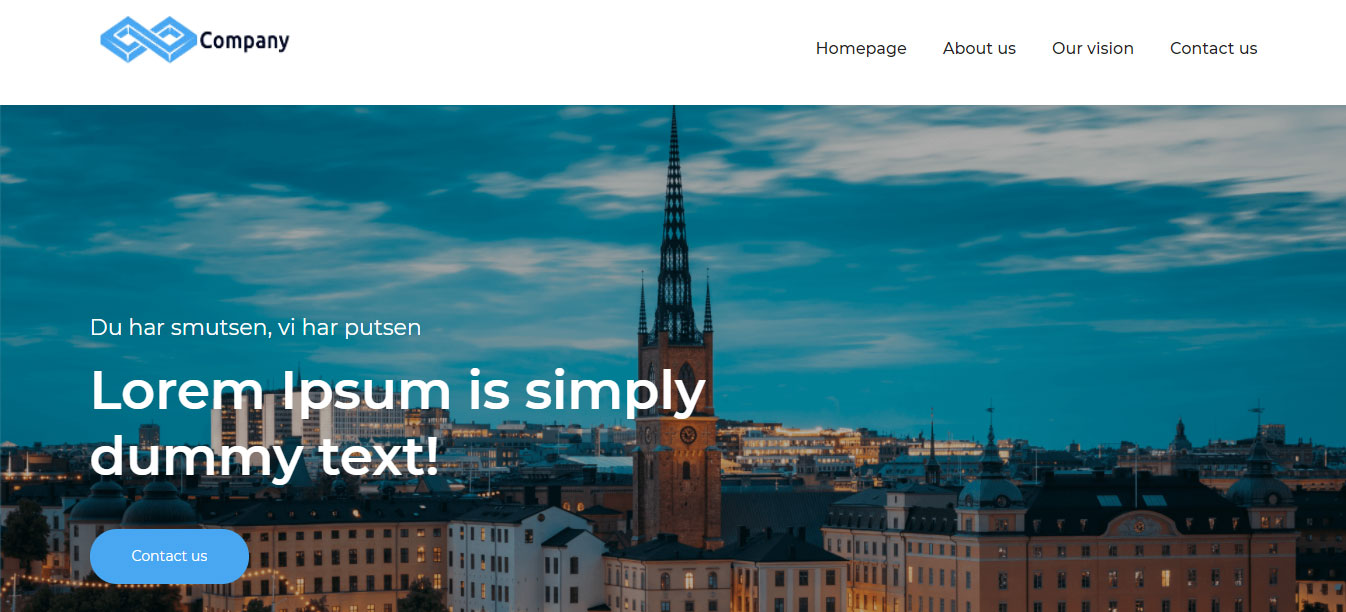 Company
Homepage
About us
Our vision
Contact us
Du har smutsen, vi har putsen
Lorem Ipsum is simply
dummy text!
Contact us